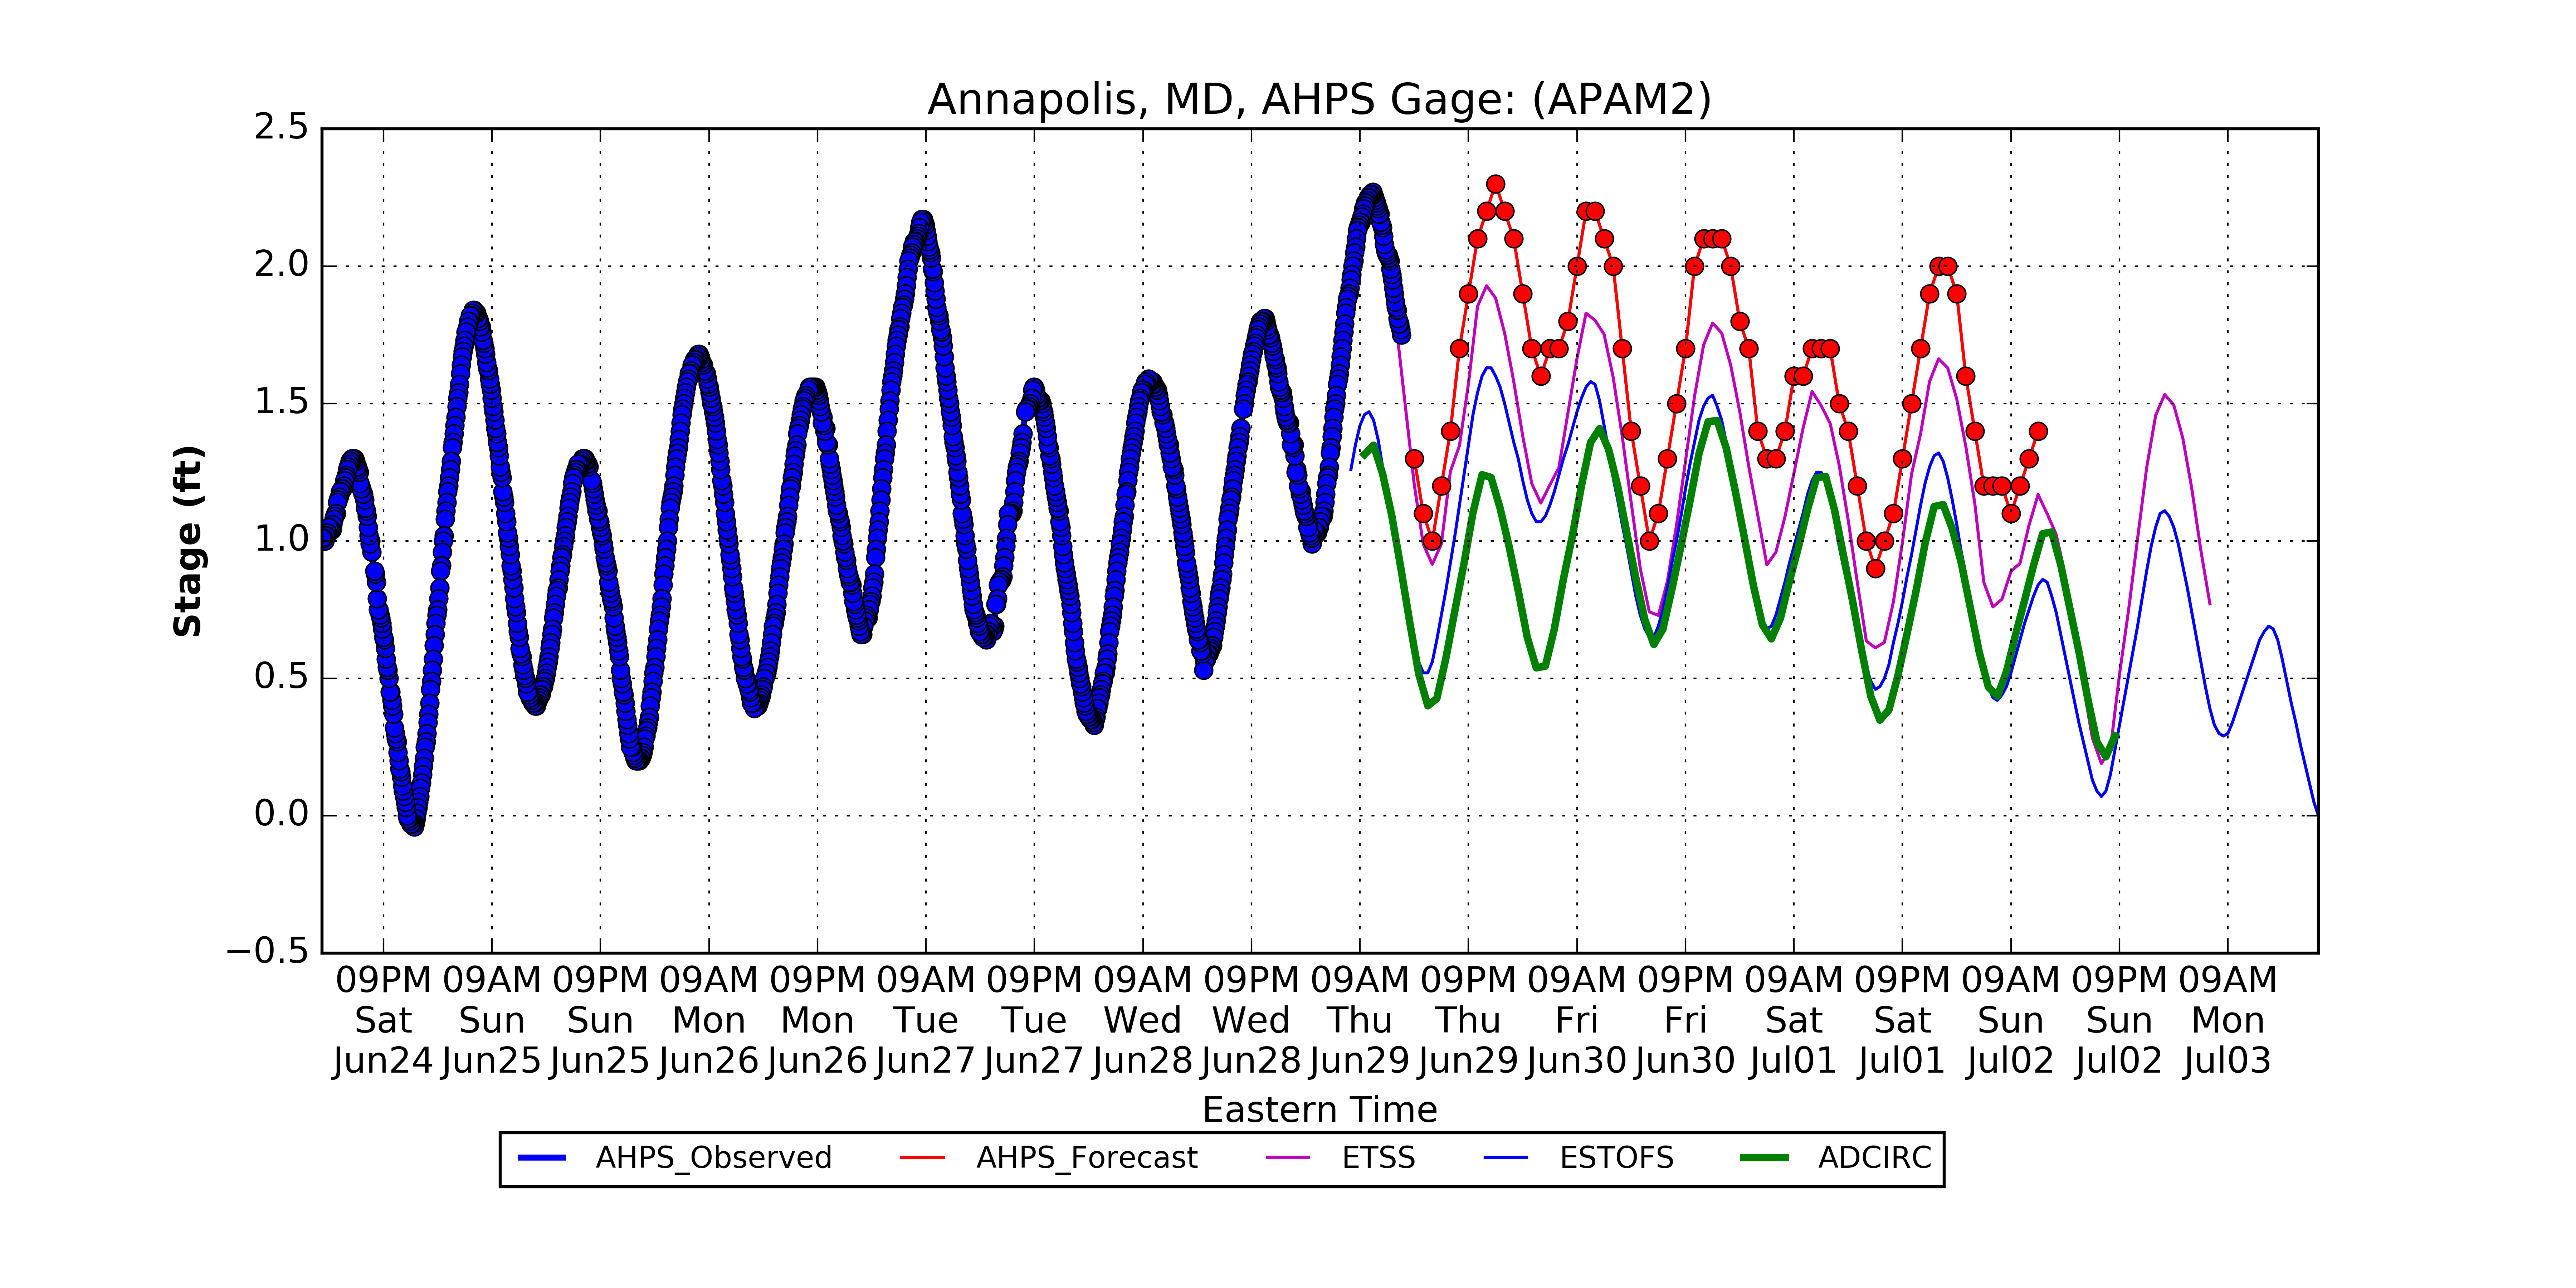 Annapolis, MD, AHPS Gage: (APAM2)
2.5
2.0
1.5
1.0
0.5
0.0
−0.5
Stage (ft)
09PM 09AM 09PM 09AM 09PM 09AM 09PM 09AM 09PM 09AM 09PM 09AM 09PM 09AM 09PM 09AM 09PM 09AM
Sat Sun Sun Mon Mon Tue Tue Wed Wed Thu Thu Fri Fri Sat Sat Sun Sun Mon
Jun24 Jun25 Jun25 Jun26 Jun26 Jun27 Jun27 Jun28 Jun28 Jun29 Jun29 Jun30 Jun30 Jul01 Jul01 Jul02 Jul02 Jul03
Eastern Time
AHPS_Observed AHPS_Forecast ETSS ESTOFS ADCIRC